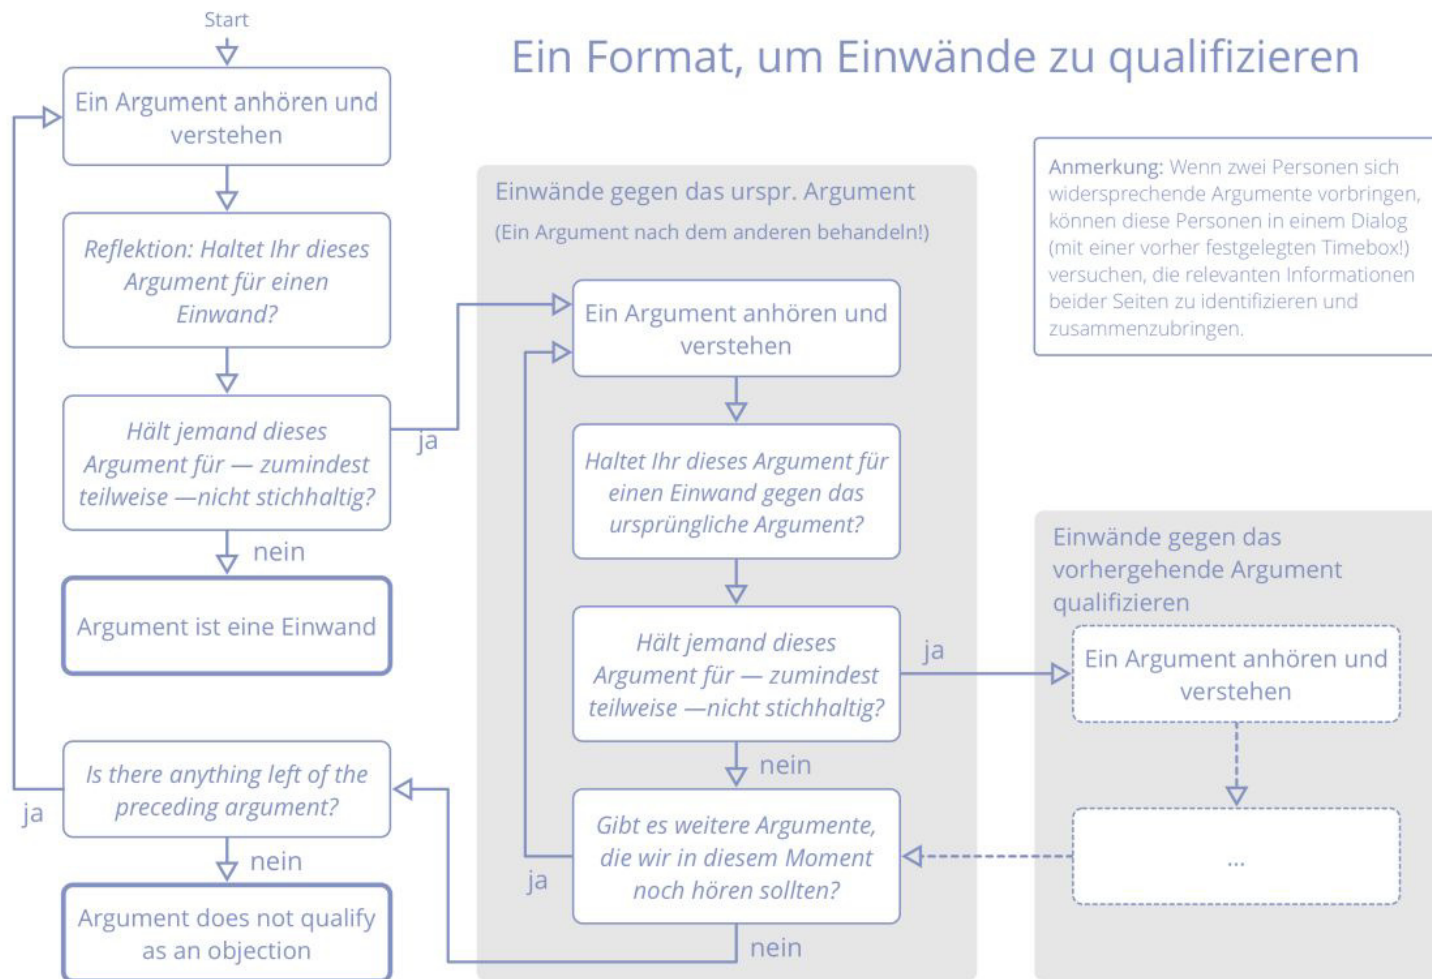 Start
Ein Format, um Einwände zu qualifizieren
Ein Argument anhören und
verstehen
Reflektion: Haltet Ihr dieses
Argument für einen
Einwand?
Hält jemand dieses
Argument für — zumindest
teilweise —nicht stichhaltig?
ja
nein
Argument ist eine Einwand
Is there anything left of the
preceding argument?
ja
nein
Argument does not qualify
as an objection
Einwände gegen das urspr. Argument
(Ein Argument nach dem anderen behandeln!)
Ein Argument anhören und
verstehen
Haltet Ihr dieses Argument für
einen Einwand gegen das
ursprüngliche Argument?
Hält jemand dieses
Argument für — zumindest
teilweise —nicht stichhaltig?
ja
nein
Gibt es weitere Argumente,
die wir in diesem Moment
noch hören sollten?
ja
nein
Anmerkung: Wenn zwei Personen sich
widersprechende Argumente vorbringen,
können diese Personen in einem Dialog
(mit einer vorher festgelegten Timebox!)
versuchen, die relevanten Informationen
beider Seiten zu identifizieren und
zusammenzubringen.
Einwände gegen das
vorhergehende Argument
qualifizieren
Ein Argument anhören und
verstehen
...